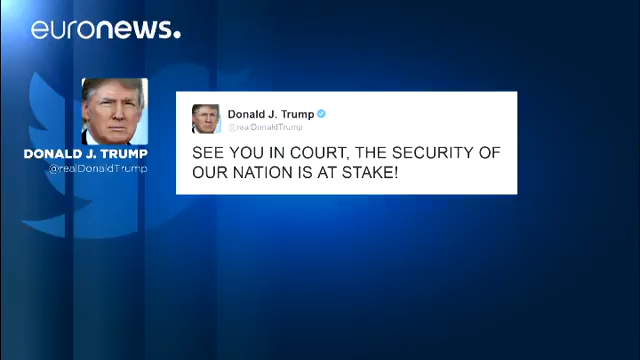 euronews.
DONALD J. TRUMP
@realDonaldTrump
Donald J. Trump
@realDonaldTrump
SEE YOU IN COURT, THE SECURITY OF
OUR NATION IS AT STAKE!